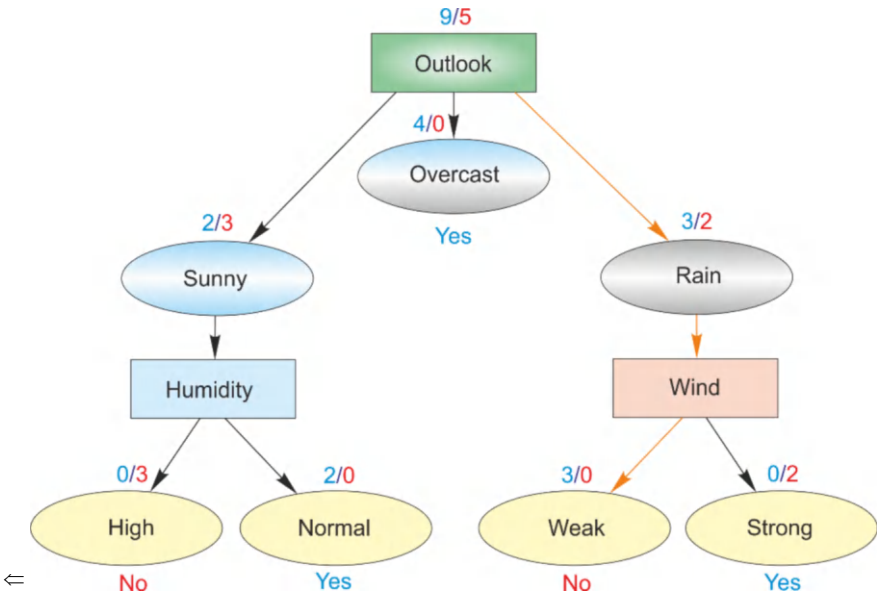 9/5
Outlook
4/0
Overcast
Yes
2/3
3/2
Sunny
Rain
Humidity
Wind
0/3
2/0
3/0
0/2
High
Normal
Weak
Strong
⇐
No
Yes
No
Yes